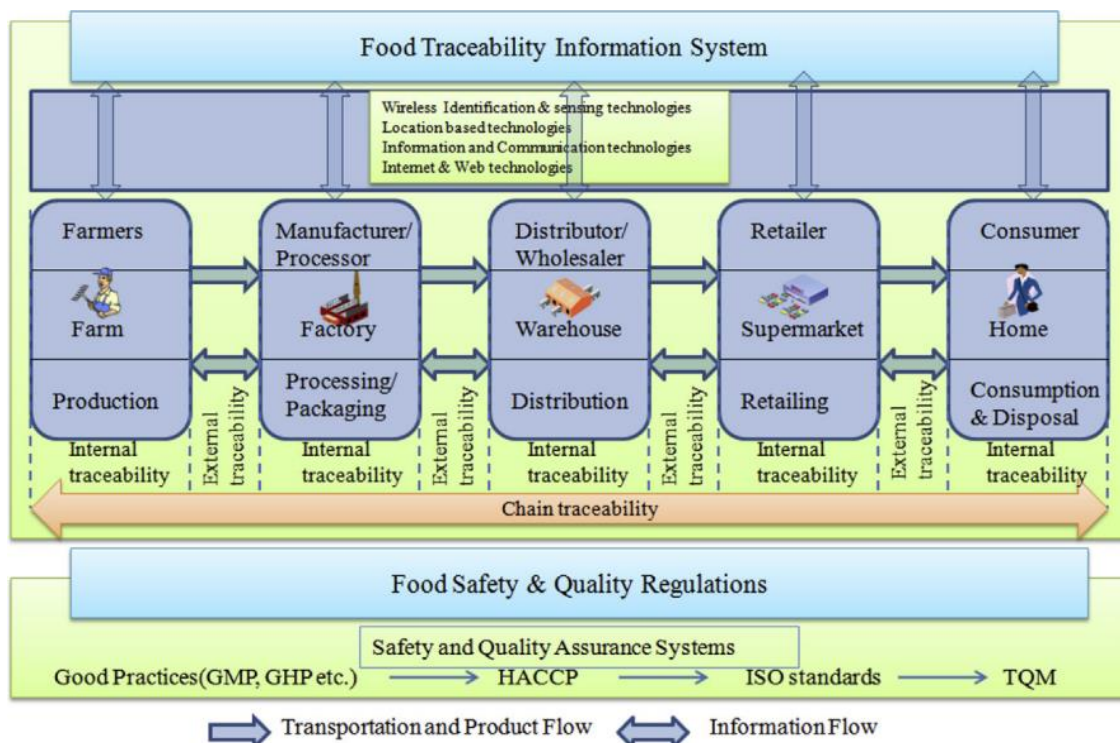 Food Traceability Information System
Wireless Identification & sensing technologies
Location based technologies
Information and Communication technologies
Internet & Web technologies
Farmers
Farm
Production
Manufacturer/
Processor
Factory
Processing/
Packaging
Distributor/
Wholesaler
Warehouse
Distribution
Retailer
Supermarket
Retailing
Consumer
Home
Consumption
& Disposal
Internal
traceability
External
traceability
Internal
traceability
External
traceability
Internal
traceability
External
traceability
Internal
traceability
External
traceability
Internal
traceability
Chain traceability
Food Safety & Quality Regulations
Safety and Quality Assurance Systems
Good Practices(GMP, GHP etc.) HACCP ISO standards TQM
Transportation and Product Flow Information Flow